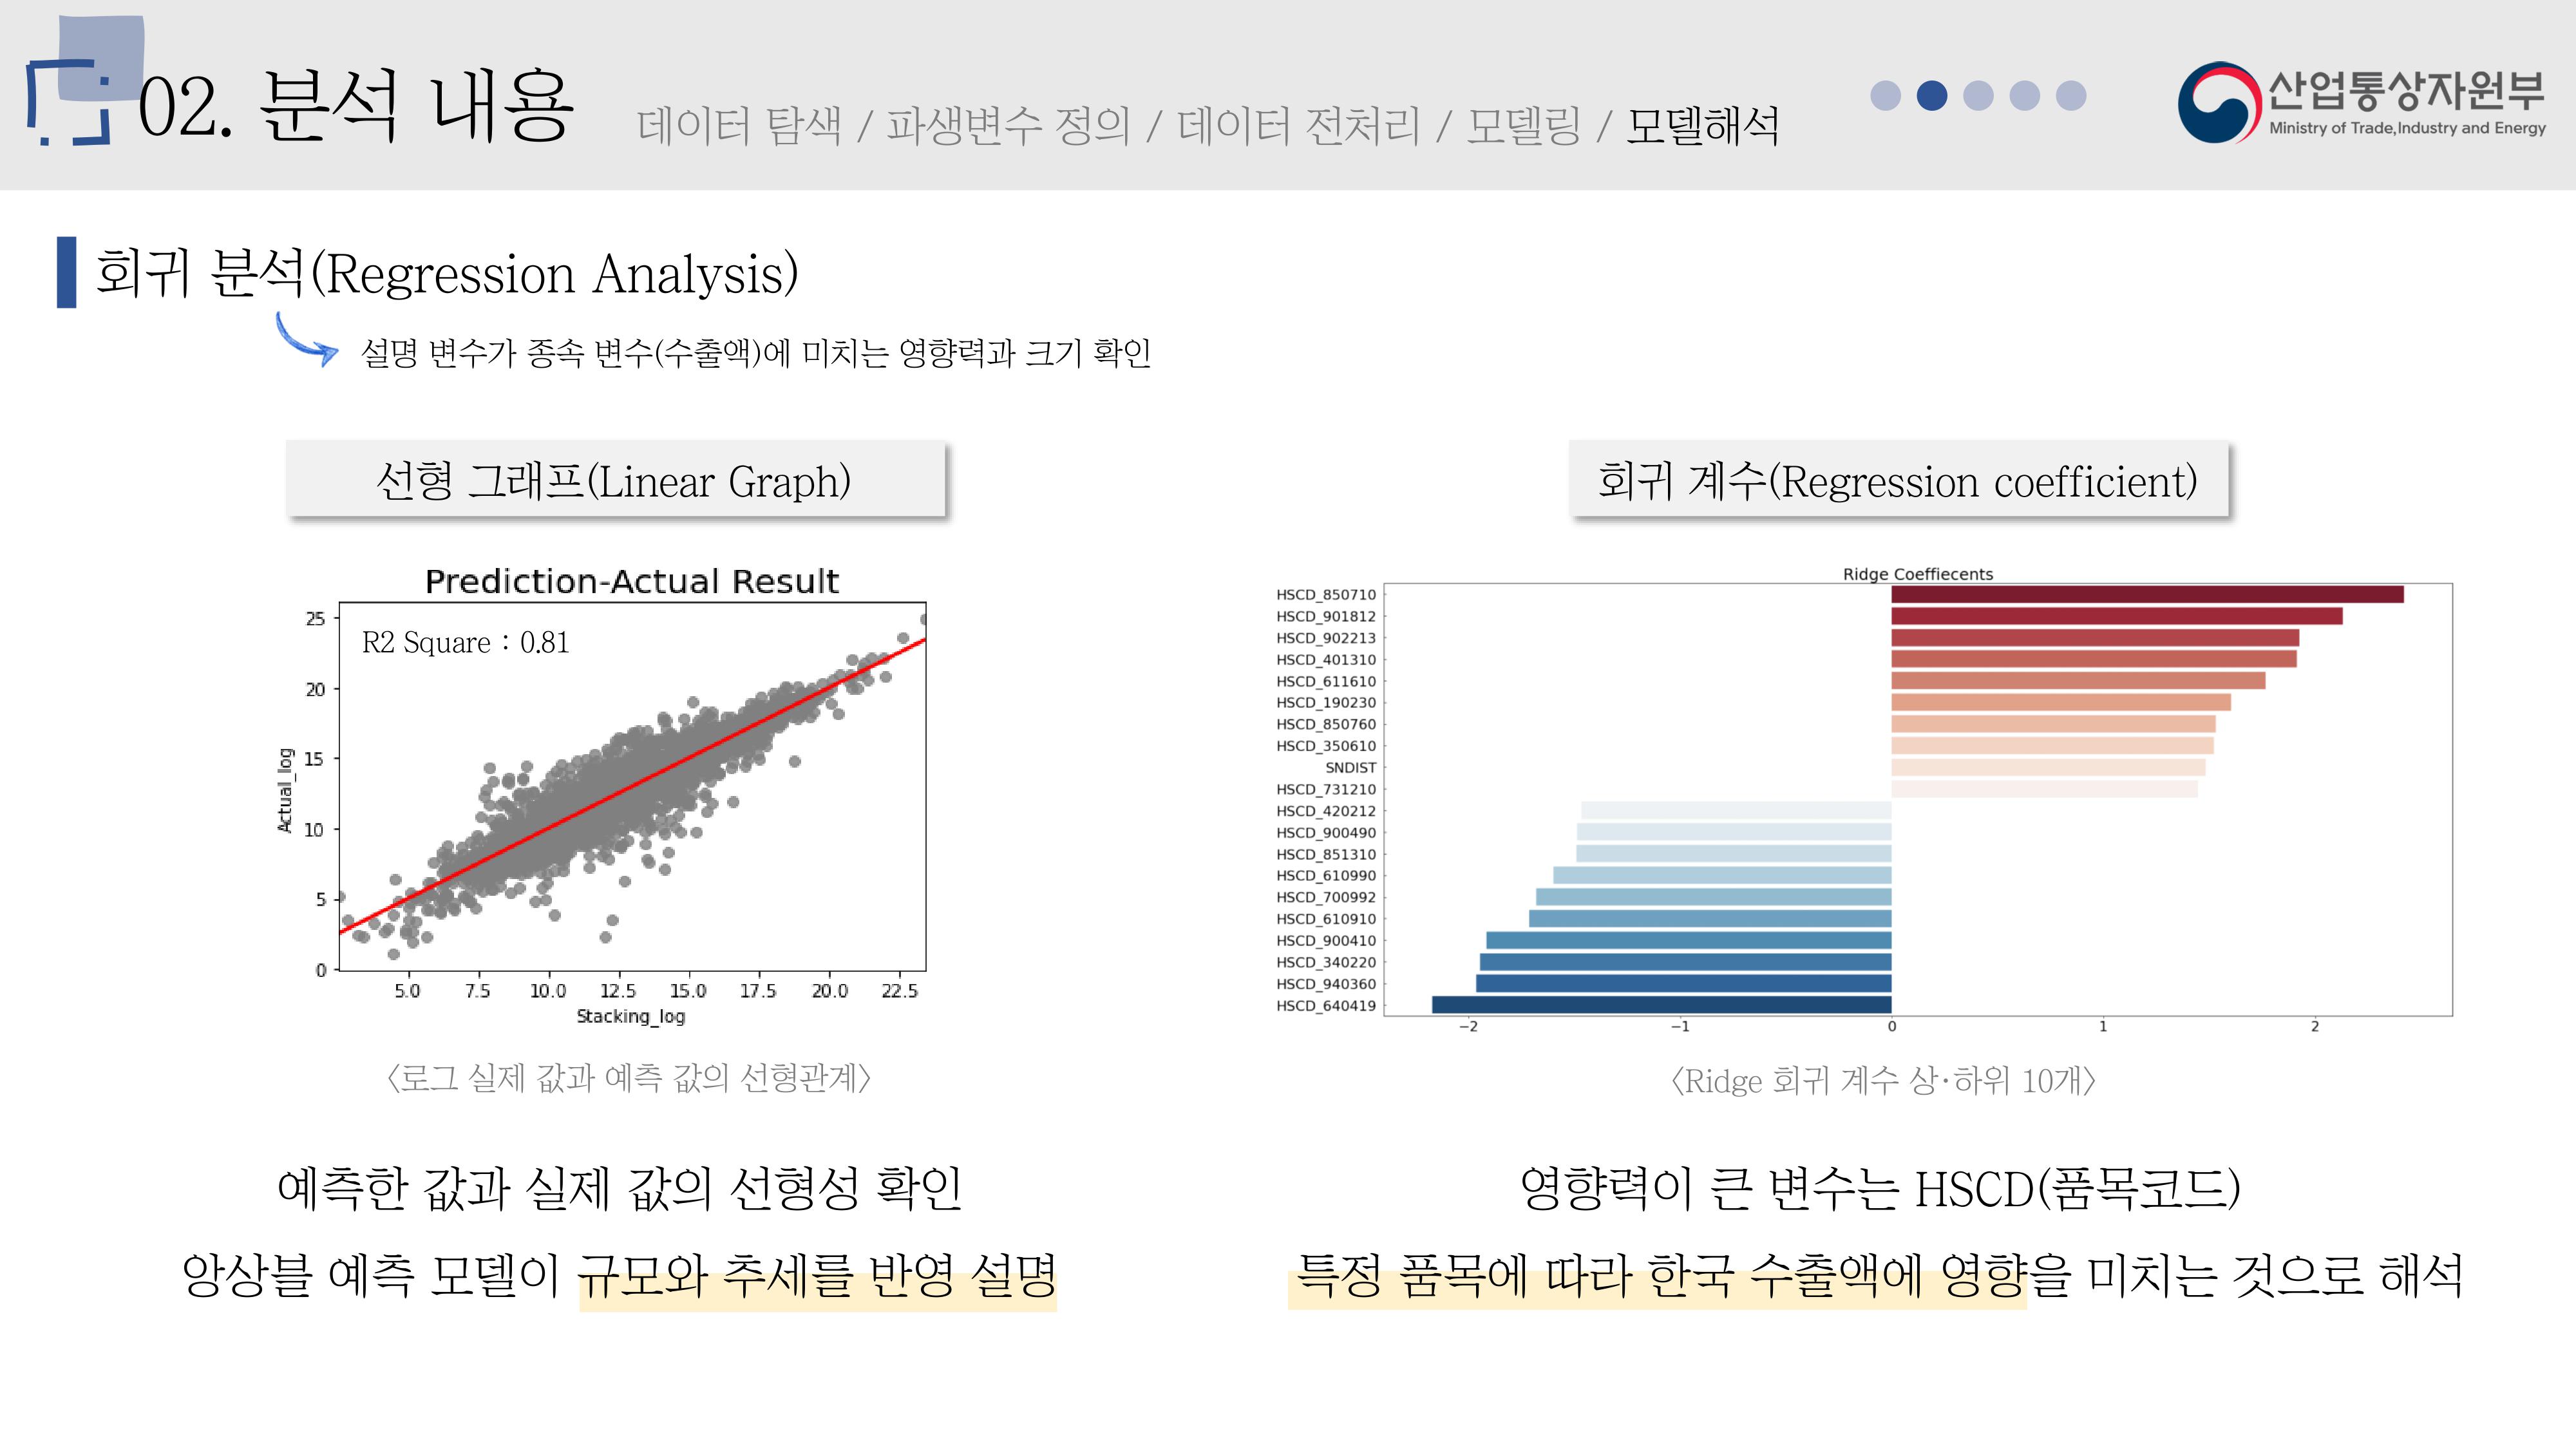 02. 분석 내용
데이터 탐색 / 파생변수 정의 / 데이터 전처리 / 모델링 / 모델해석
산업통상자원부
Ministry of Trade,Industry and Energy
회귀 분석(Regression Analysis)
설명 변수가 종속 변수(수출액)에 미치는 영향력과 크기 확인
선형 그래프(Linear Graph)
Prediction-Actual Result
R2 Square : 0.81
Actual_log
25
20
15
10
5
0
5.0 7.5 10.0 12.5 15.0 17.5 20.0 22.5
Stacking_log
〈로그 실제 값과 예측 값의 선형관계〉
예측한 값과 실제 값의 선형성 확인
앙상블 예측 모델이 규모와 추세를 반영 설명
회귀 계수(Regression coefficient)
Ridge Coeffiecents
HSCD_850710
HSCD_901812
HSCD_902213
HSCD_401310
HSCD_611610
HSCD_190230
HSCD_850760
HSCD_350610
SNDIST
HSCD_731210
HSCD_420212
HSCD_900490
HSCD_851310
HSCD_610990
HSCD_700992
HSCD_610910
HSCD_900410
HSCD_340220
HSCD_940360
HSCD_640419
−2 −1 0 1 2
〈Ridge 회귀 계수 상·하위 10개〉
영향력이 큰 변수는 HSCD(품목코드)
특정 품목에 따라 한국 수출액에 영향을 미치는 것으로 해석